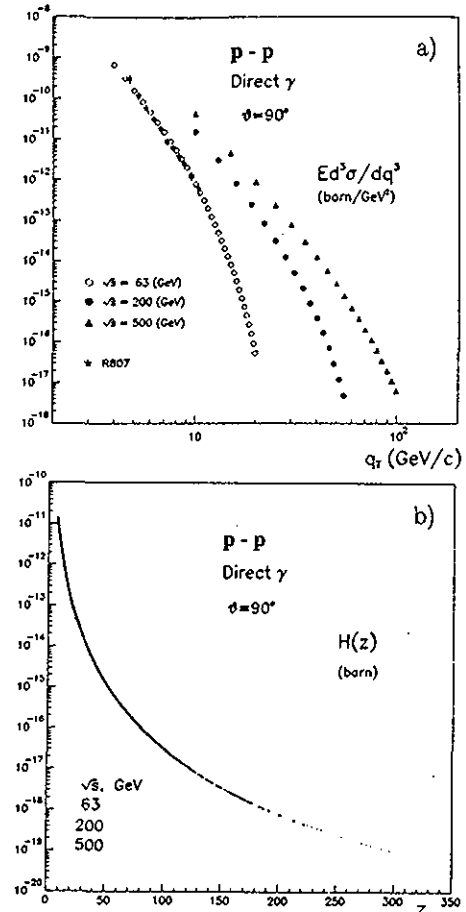 10⁻⁸
10⁻⁹
10⁻¹⁰
10⁻¹¹
10⁻¹²
10⁻¹³
10⁻¹⁴
10⁻¹⁵
10⁻¹⁶
10⁻¹⁷
10⁻¹⁸
a)
p - p
Direct γ
ϑ=90°
Ed³σ/dq³
(barn/GeV²)
√s = 63 (GeV)
√s = 200 (GeV)
√s = 500 (GeV)
R807
10
10²
q_T (GeV/c)
10⁻¹⁰
10⁻¹¹
10⁻¹²
10⁻¹³
10⁻¹⁴
10⁻¹⁵
10⁻¹⁶
10⁻¹⁷
10⁻¹⁸
10⁻¹⁹
10⁻²⁰
b)
p - p
Direct γ
ϑ=90°
H(z)
(barn)
√s, GeV
63
200
500
0 50 100 150 200 250 300 350
Z